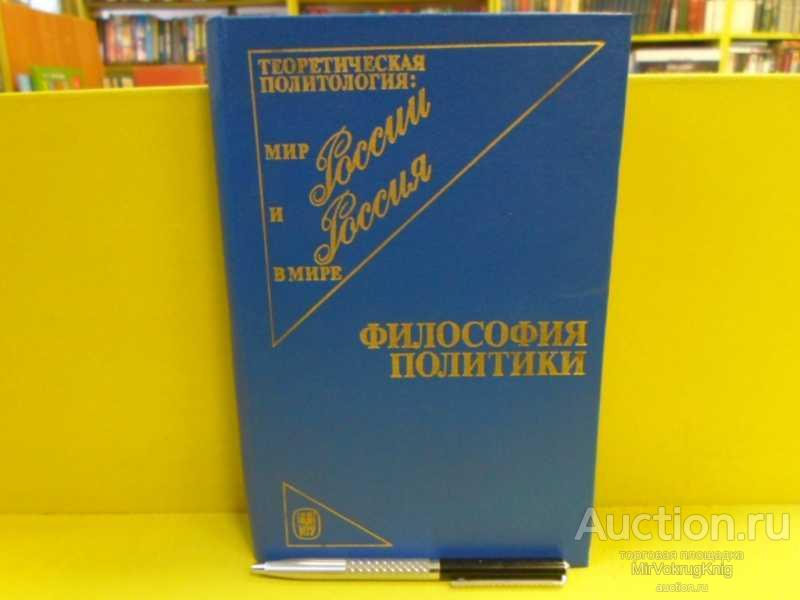 ТЕОРЕТИЧЕСКАЯ
ПОЛИТОЛОГИЯ:
МИР России
И Россия
В МИРЕ
ФИЛОСОФИЯ
ПОЛИТИКИ
Auction.ru
торговая площадка
MirVokrugKnig
auction.ru